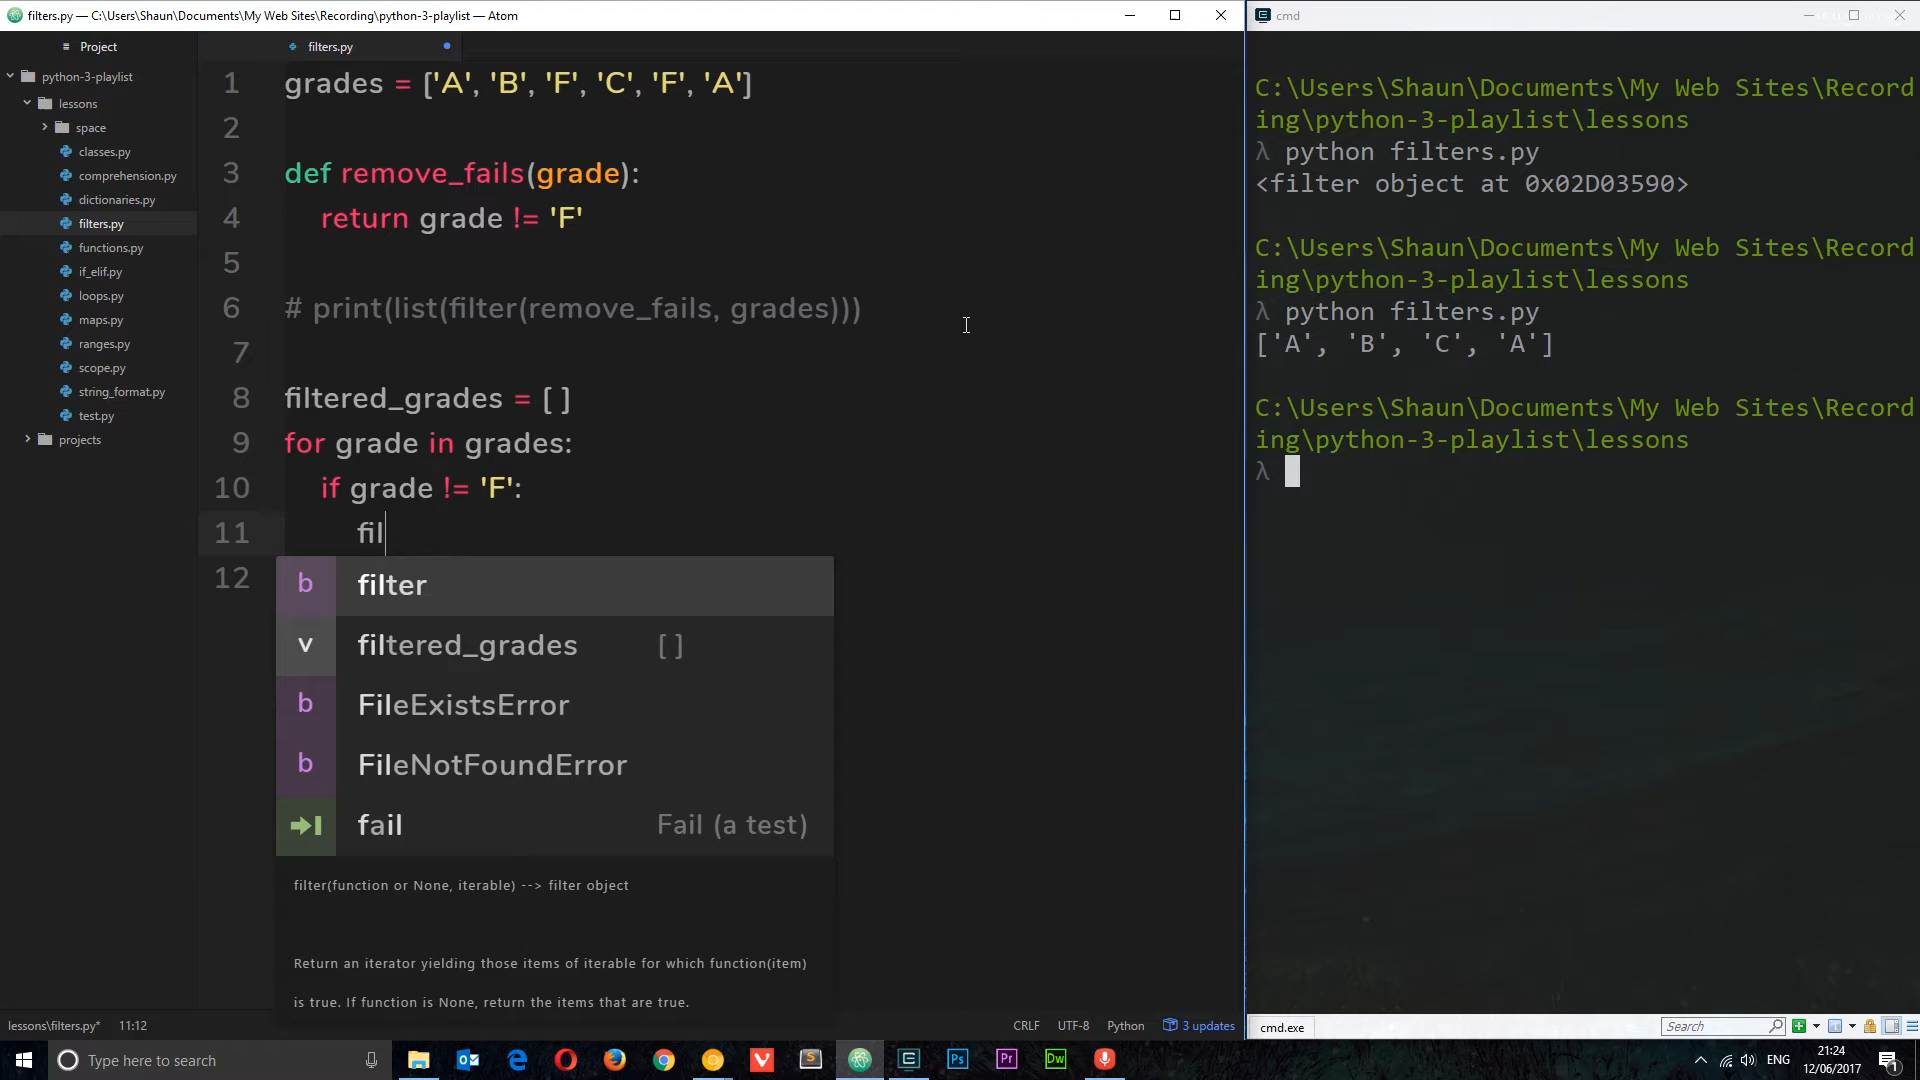 filters.py — C:\Users\Shaun\Documents\My Web Sites\Recording\python-3-playlist\lessons — Atom
Project
python-3-playlist
lessons
space
classes.py
comprehension.py
dictionaries.py
filters.py
functions.py
if_elif.py
loops.py
maps.py
ranges.py
scope.py
string_format.py
test.py
projects
filters.py
1 grades = ['A', 'B', 'F', 'C', 'F', 'A']
2
3 def remove_fails(grade):
4 return grade != 'F'
5
6 # print(list(filter(remove_fails, grades)))
7
8 filtered_grades = []
9 for grade in grades:
10 if grade != 'F':
11 fil
12
b filter
v filtered_grades []
b FileExistsError
b FileNotFoundError
fail Fail (a test)
filter(function or None, iterable) --> filter object
Return an iterator yielding those items of iterable for which function(item)
is true. If function is None, return the items that are true.
lessons\filters.py* 11:12
CRLF UTF-8 Python 3 updates
cmd
C:\Users\Shaun\Documents\My Web Sites\Record
ing\python-3-playlist\lessons
λ python filters.py
<filter object at 0x02D03590>
C:\Users\Shaun\Documents\My Web Sites\Record
ing\python-3-playlist\lessons
λ python filters.py
['A', 'B', 'C', 'A']
C:\Users\Shaun\Documents\My Web Sites\Record
ing\python-3-playlist\lessons
λ
cmd.exe
Search
Type here to search
Ps Pr Dw
ENG
21:24
12/06/2017
1